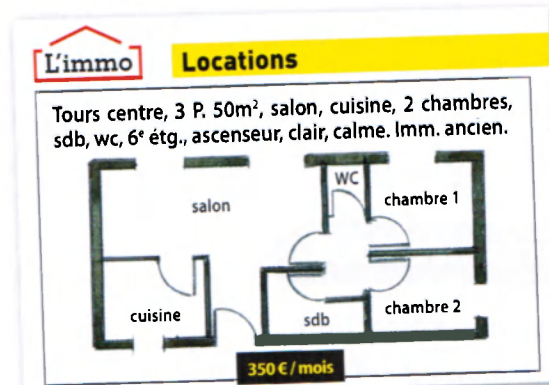 L'immo
Locations
Tours centre, 3 P. 50m², salon, cuisine, 2 chambres,
sdb, wc, 6e étg., ascenseur, clair, calme. Imm. ancien.
WC
salon
chambre 1
cuisine
sdb
chambre 2
350 € / mois